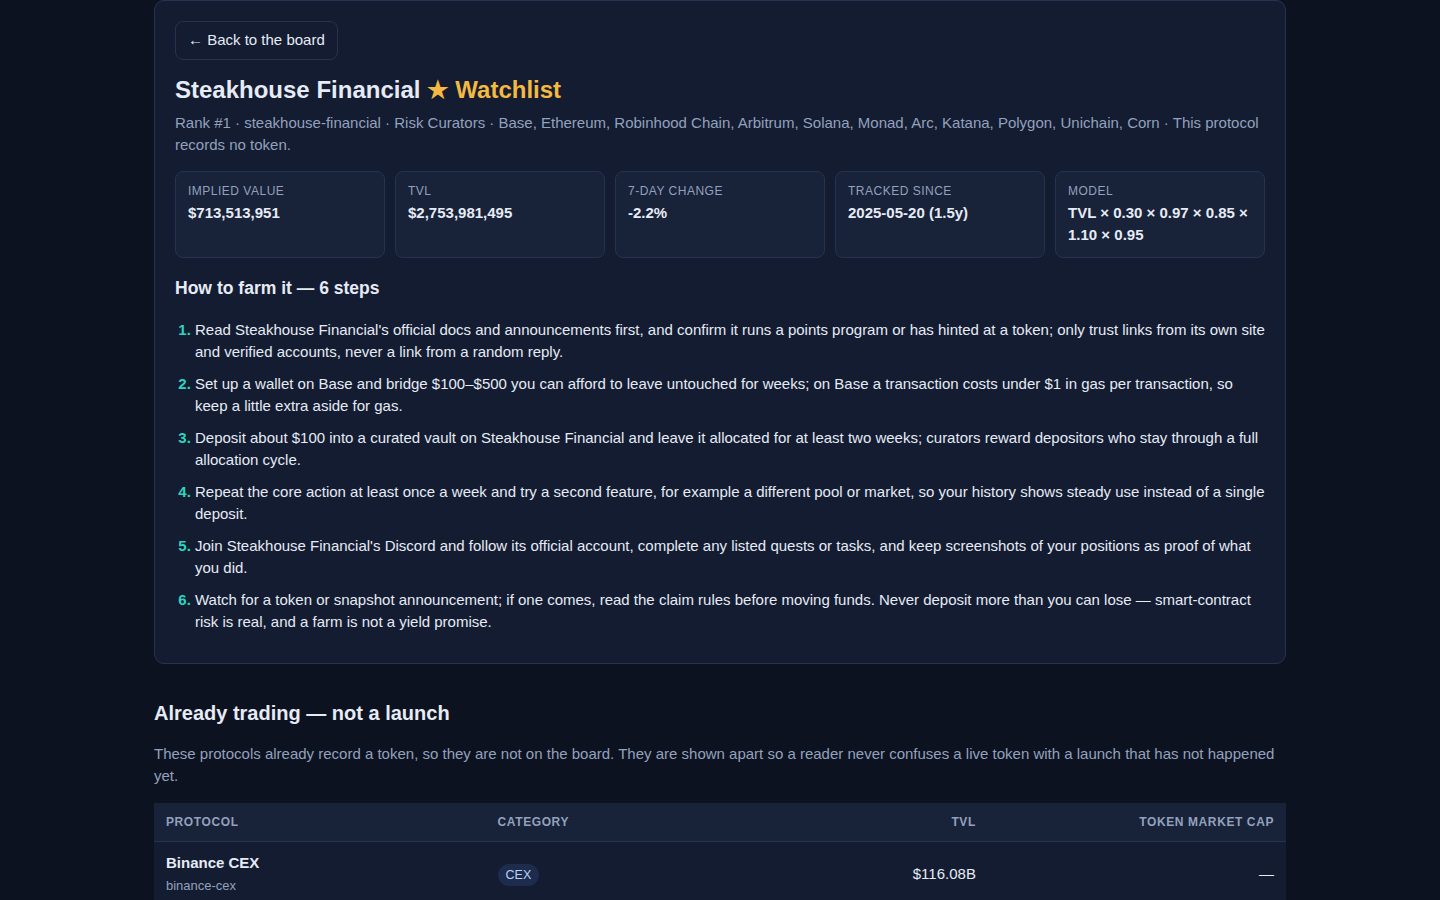 ← Back to the board
Steakhouse Financial ★ Watchlist
Rank #1 · steakhouse-financial · Risk Curators · Base, Ethereum, Robinhood Chain, Arbitrum, Solana, Monad, Arc, Katana, Polygon, Unichain, Corn · This protocol
records no token.
IMPLIED VALUE
$713,513,951
TVL
$2,753,981,495
7-DAY CHANGE
-2.2%
TRACKED SINCE
2025-05-20 (1.5y)
MODEL
TVL × 0.30 × 0.97 × 0.85 ×
1.10 × 0.95
How to farm it — 6 steps
1. Read Steakhouse Financial's official docs and announcements first, and confirm it runs a points program or has hinted at a token; only trust links from its own site
and verified accounts, never a link from a random reply.
2. Set up a wallet on Base and bridge $100–$500 you can afford to leave untouched for weeks; on Base a transaction costs under $1 in gas per transaction, so
keep a little extra aside for gas.
3. Deposit about $100 into a curated vault on Steakhouse Financial and leave it allocated for at least two weeks; curators reward depositors who stay through a full
allocation cycle.
4. Repeat the core action at least once a week and try a second feature, for example a different pool or market, so your history shows steady use instead of a single
deposit.
5. Join Steakhouse Financial's Discord and follow its official account, complete any listed quests or tasks, and keep screenshots of your positions as proof of what
you did.
6. Watch for a token or snapshot announcement; if one comes, read the claim rules before moving funds. Never deposit more than you can lose — smart-contract
risk is real, and a farm is not a yield promise.
Already trading — not a launch
These protocols already record a token, so they are not on the board. They are shown apart so a reader never confuses a live token with a launch that has not happened
yet.
PROTOCOL CATEGORY TVL TOKEN MARKET CAP
Binance CEX
binance-cex
CEX
$116.08B
—